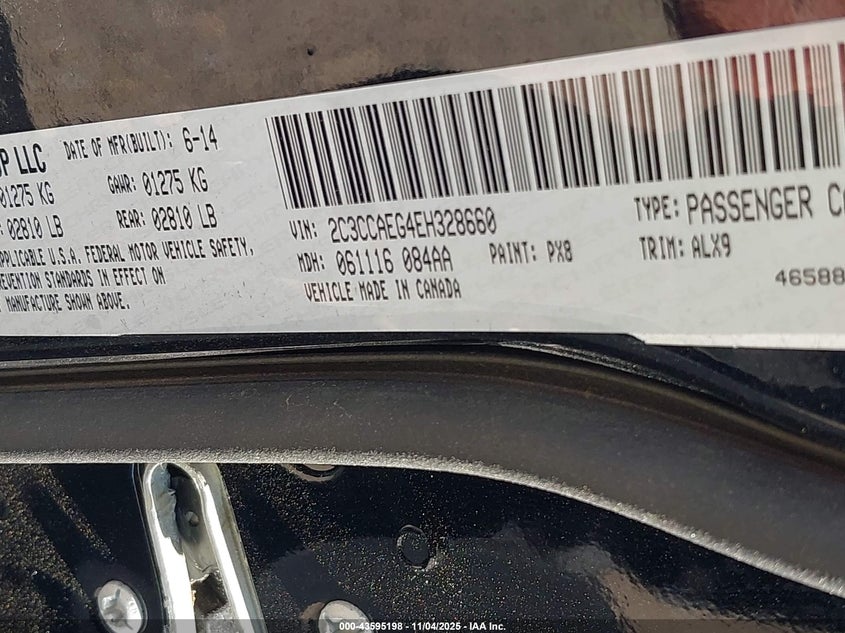 P LLC DATE OF MFR(BUILT): 6-14
01275 KG GAWR: 01275 KG
02810 LB REAR: 02810 LB
APPLICABLE U.S.A. FEDERAL MOTOR VEHICLE SAFETY,
PREVENTION STANDARDS IN EFFECT ON
MANUFACTURE SHOWN ABOVE.
VIN: 2C3CCAEG4EH328660 TYPE: PASSENGER
MDH: 061116 084AA PAINT: PX8 TRIM: ALX9
VEHICLE MADE IN CANADA 46588
000-43595198 - 11/04/2025 - IAA Inc.